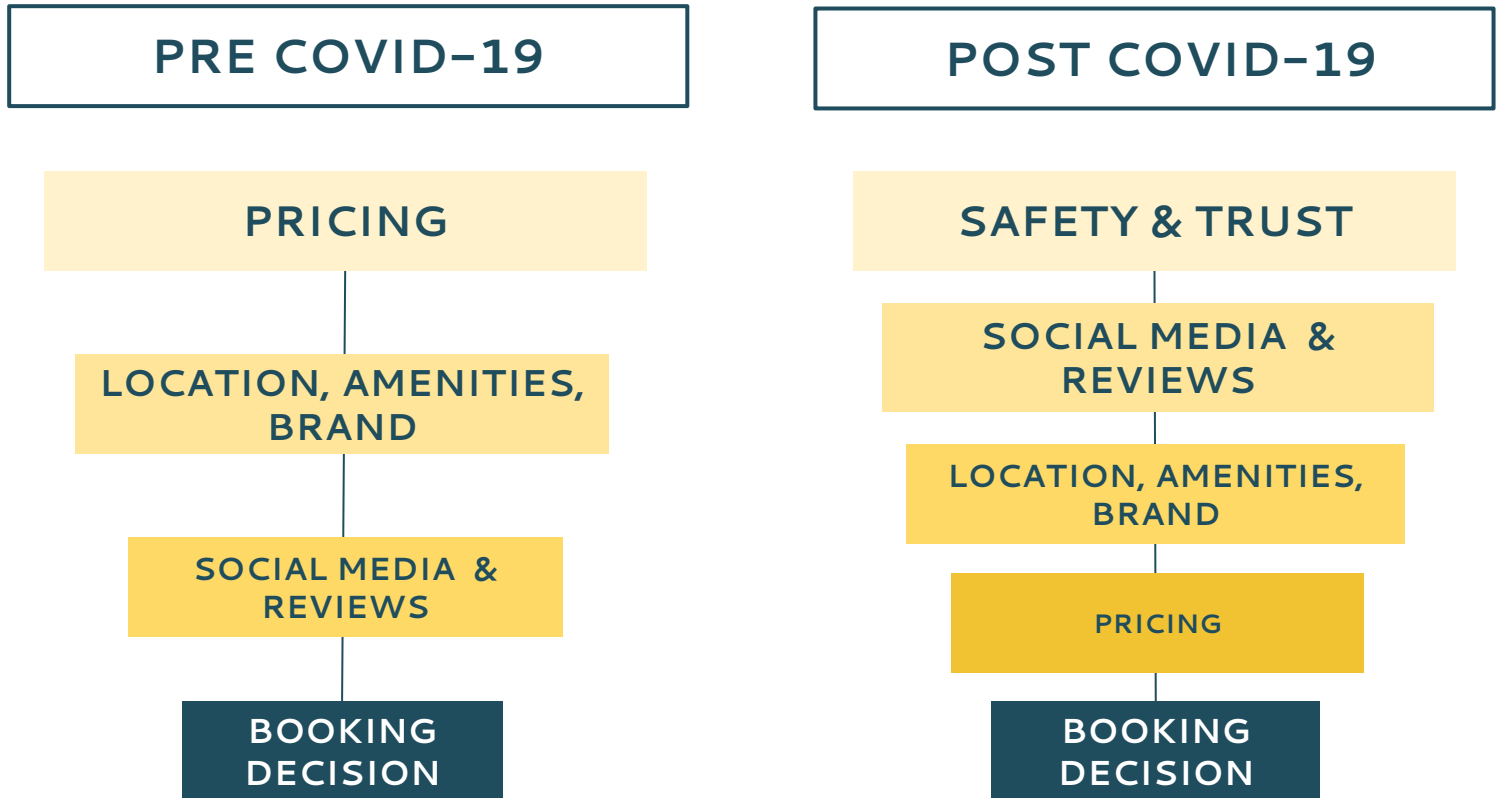 PRE COVID-19
PRICING
LOCATION, AMENITIES,
BRAND
SOCIAL MEDIA &
REVIEWS
BOOKING
DECISION
POST COVID-19
SAFETY & TRUST
SOCIAL MEDIA &
REVIEWS
LOCATION, AMENITIES,
BRAND
PRICING
BOOKING
DECISION